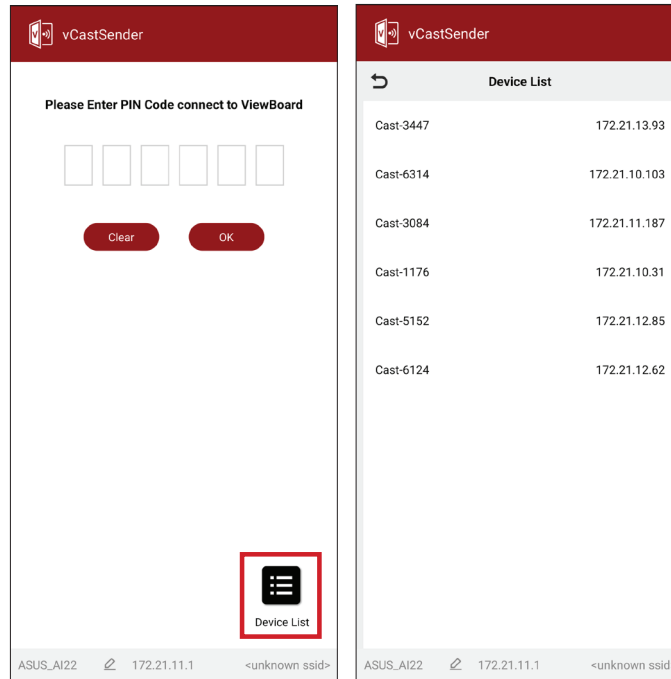 vCastSender
Please Enter PIN Code connect to ViewBoard
Clear OK
Device List
ASUS_AI22 172.21.11.1 <unknown ssid>
vCastSender
Device List
Cast-3447 172.21.13.93
Cast-6314 172.21.10.103
Cast-3084 172.21.11.187
Cast-1176 172.21.10.31
Cast-5152 172.21.12.85
Cast-6124 172.21.12.62
ASUS_AI22 172.21.11.1 <unknown ssid